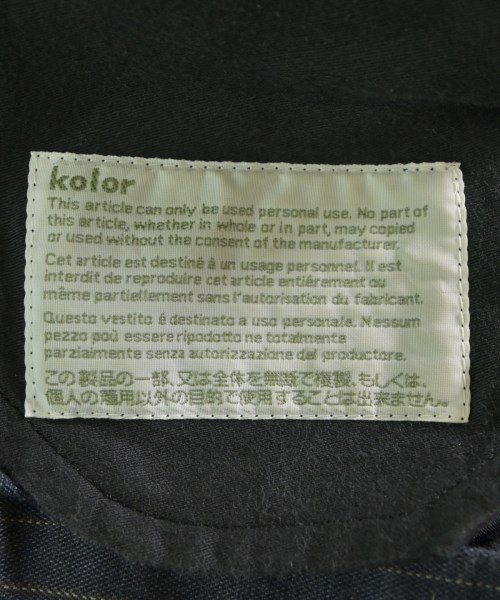 kolor
This article can only be used personal use. No part of
this article, whether in whole or in part, may copied
or used without the consent of the manufacturer.
Cet article est destiné à un usage personnel. Il est
interdit de reproduire cet article entiérement ou
même partiellement sans l'autorisation du fabricant.
Questo vestito é destinato a uso personale. Nessum
pezzo poù essere ripodotto ne totalmente
parzialmente senza autorizzazione del produttore.
この製品の一部、又は全体を無断で複製、もしくは、
個人の着用以外の目的で使用することは出来ません。